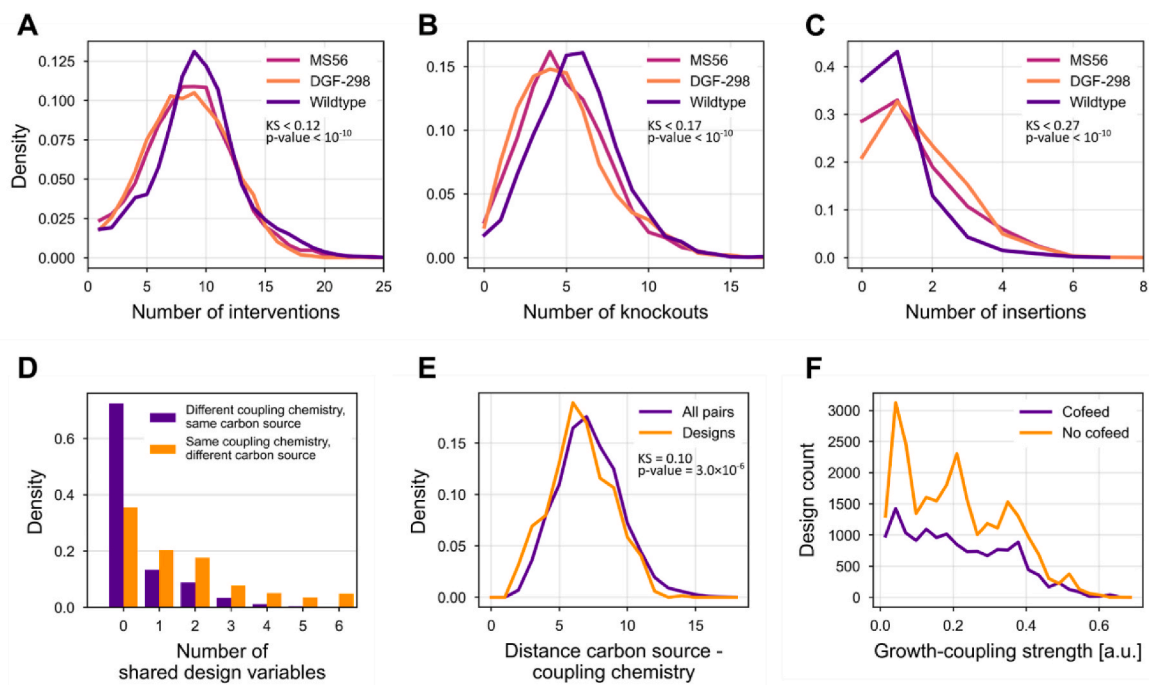 A
0.125
0.100
0.075
0.050
0.025
0.000
Density
0
5
10
15
20
25
Number of interventions
MS56
DGF-298
Wildtype
KS < 0.12
p-value < 10⁻¹⁰
B
0.15
0.10
0.05
0.00
0
5
10
15
Number of knockouts
MS56
DGF-298
Wildtype
KS < 0.17
p-value < 10⁻¹⁰
C
0.4
0.3
0.2
0.1
0.0
0
2
4
6
8
Number of insertions
MS56
DGF-298
Wildtype
KS < 0.27
p-value < 10⁻¹⁰
D
0.6
0.4
0.2
0.0
Density
0
1
2
3
4
5
6
Number of
shared design variables
Different coupling chemistry,
same carbon source
Same coupling chemistry,
different carbon source
E
0.15
0.10
0.05
0.00
Density
0
5
10
15
Distance carbon source -
coupling chemistry
All pairs
Designs
KS = 0.10
p-value = 3.0×10⁻⁶
F
3000
2500
2000
1500
1000
500
0
Design count
0.0
0.2
0.4
0.6
Growth-coupling strength [a.u.]
Cofeed
No cofeed